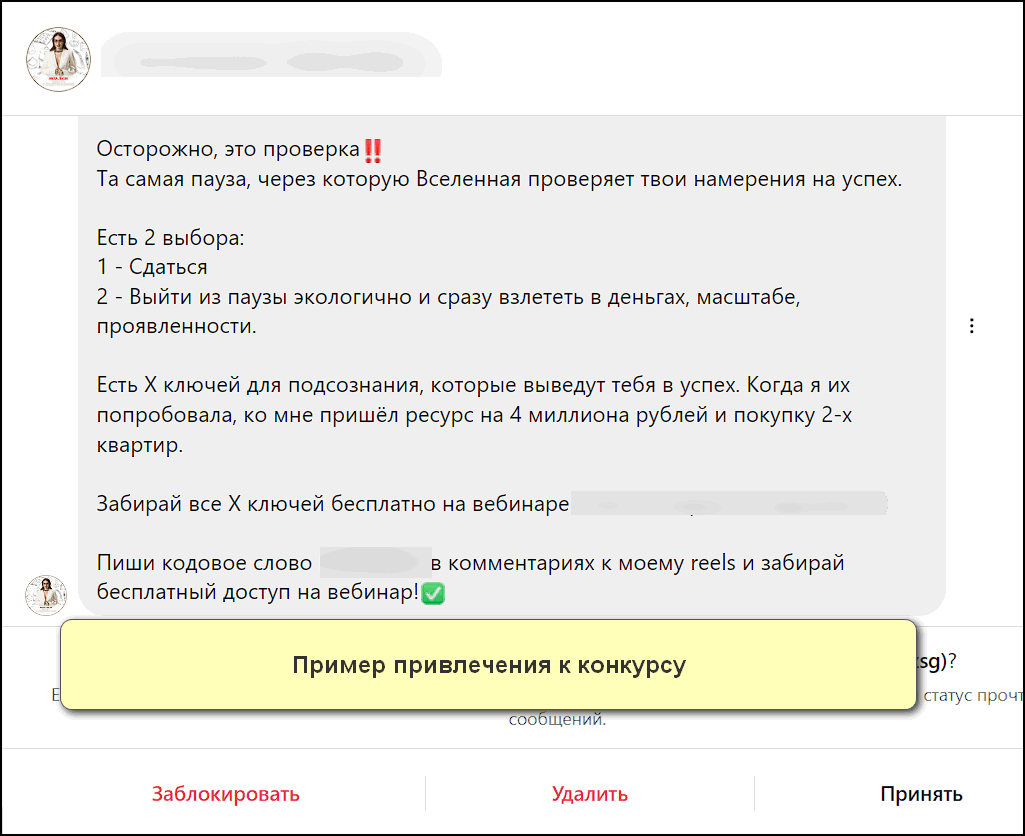 Осторожно, это проверка‼️
Та самая пауза, через которую Вселенная проверяет твои намерения на успех.
Есть 2 выбора:
1 - Сдаться
2 - Выйти из паузы экологично и сразу взлететь в деньгах, масштабе,
проявленности.
Есть X ключей для подсознания, которые выведут тебя в успех. Когда я их
попробовала, ко мне пришёл ресурс на 4 миллиона рублей и покупку 2-х
квартир.
Забирай все X ключей бесплатно на вебинаре
Пиши кодовое слово в комментариях к моему reels и забирай
бесплатный доступ на вебинар!✅
Пример привлечения к конкурсу
sg)?
статус
сообщений.
Заблокировать
Удалить
Принять